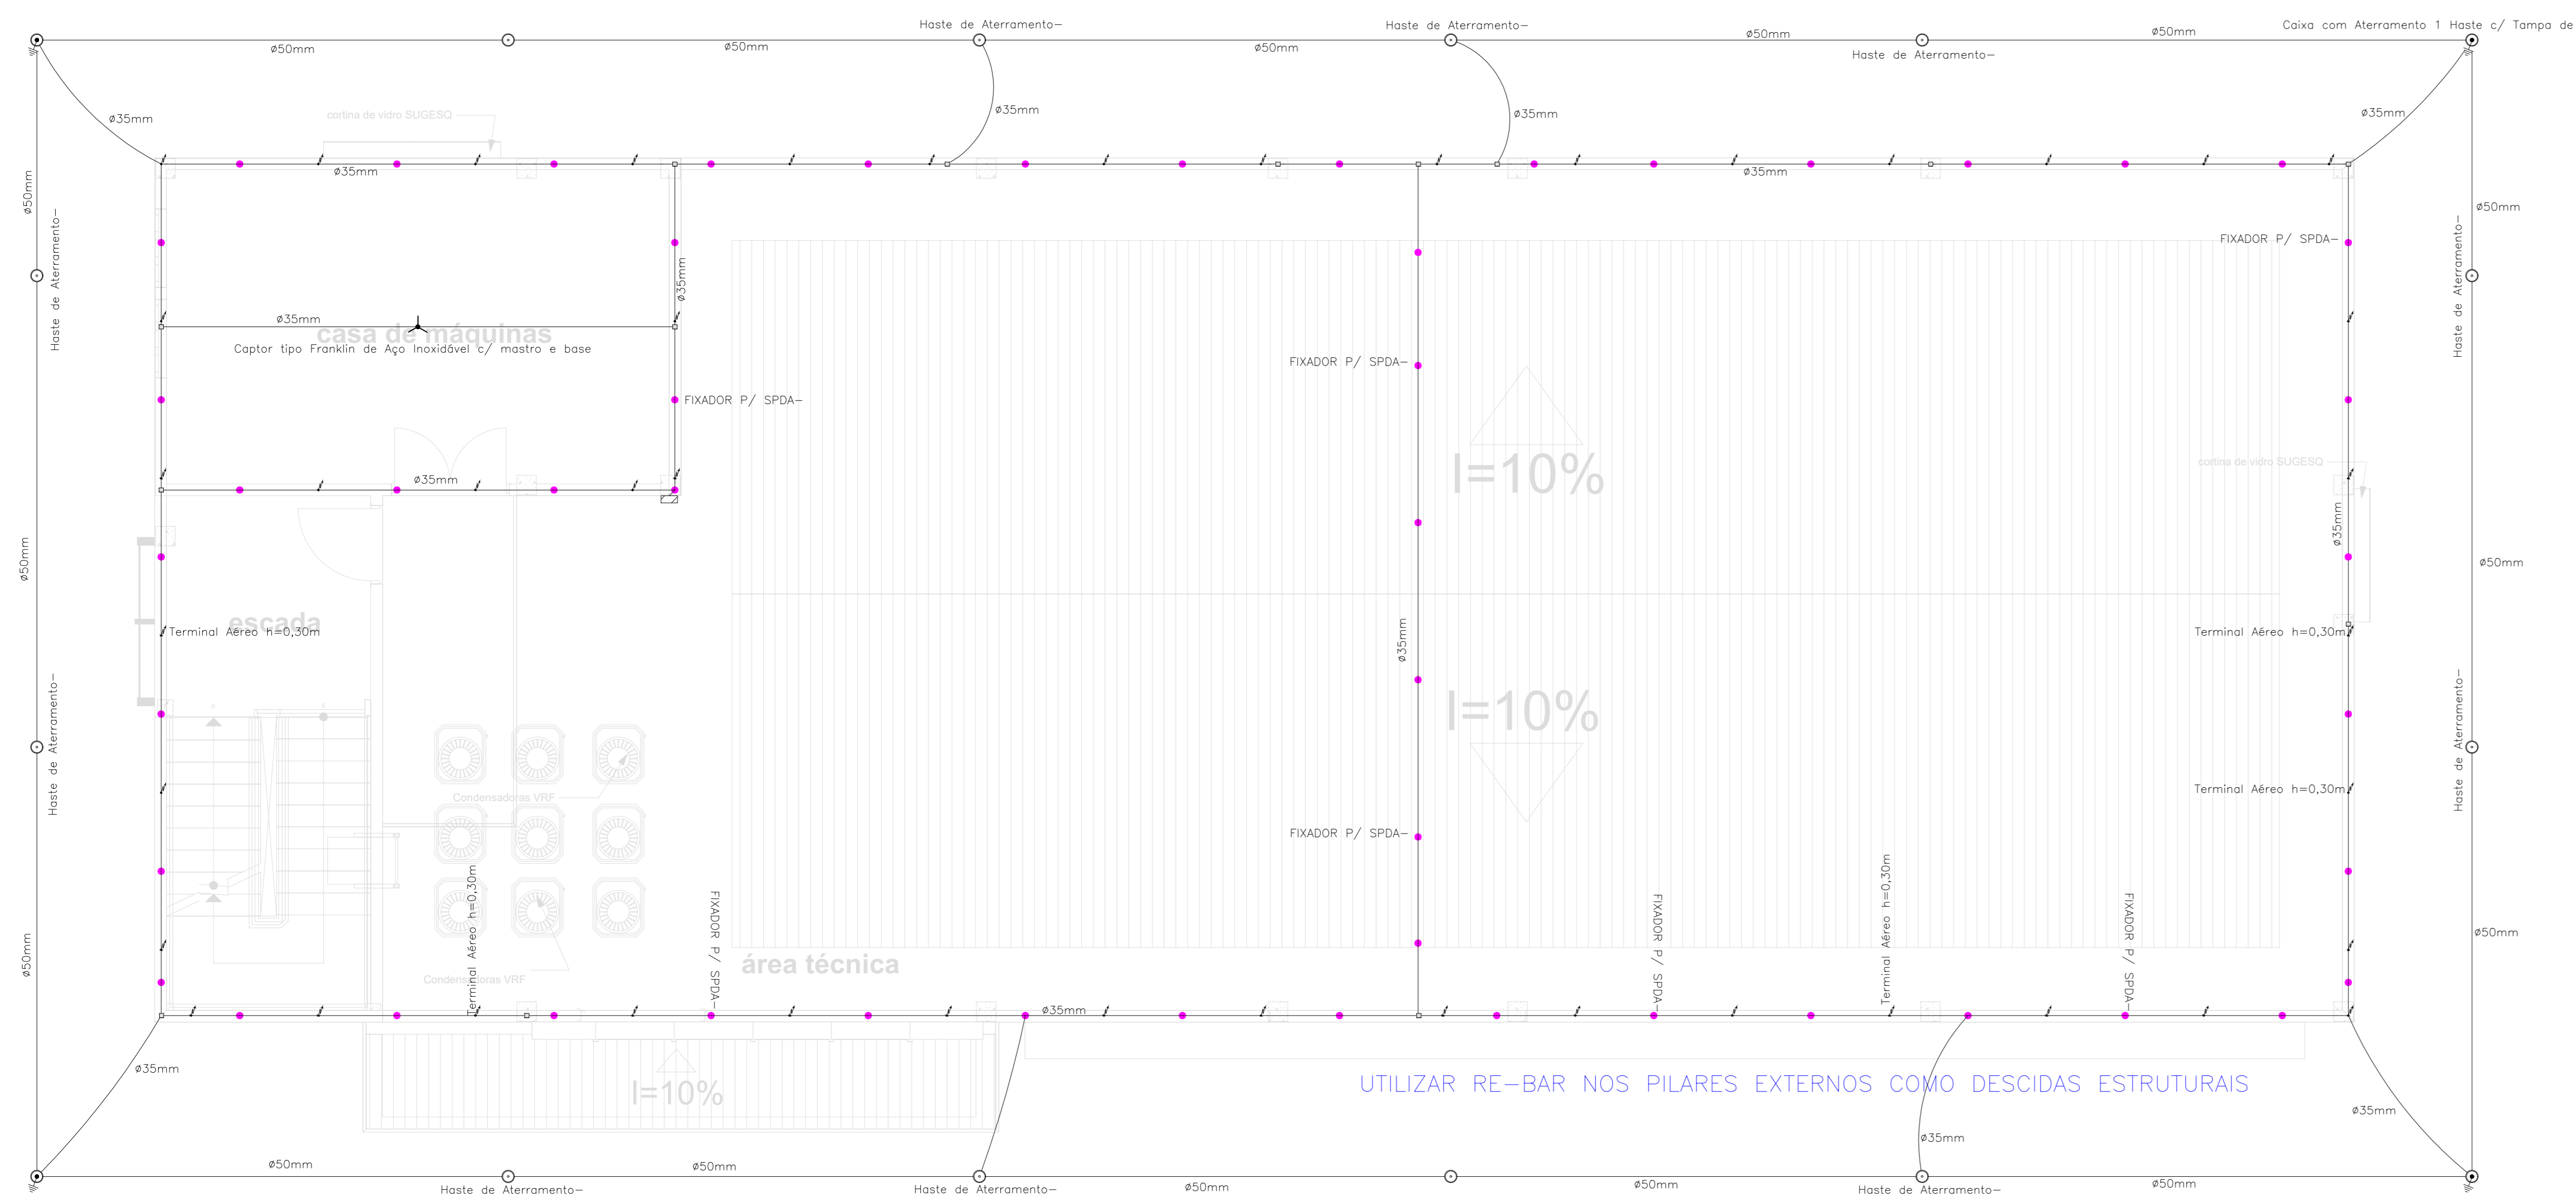 Haste de Aterramento-
Haste de Aterramento-
Caixa com Aterramento 1 Haste c/ Tampa de
ø50mm
ø50mm
ø50mm
ø50mm
ø50mm
Haste de Aterramento-
ø35mm
cortina de vidro SUGESQ
ø35mm
ø35mm
ø35mm
ø35mm
ø35mm
ø50mm
Haste de Aterramento-
ø50mm
Haste de Aterramento-
FIXADOR P/ SPDA-
ø35mm
ø35mm
casa de máquinas
Captor tipo Franklin de Aço Inoxidável c/ mastro e base
FIXADOR P/ SPDA-
FIXADOR P/ SPDA-
I=10%
cortina de vidro SUGESQ
ø35mm
ø35mm
ø50mm
ø50mm
escada
Terminal Aéreo h=0,30m
ø35mm
Terminal Aéreo h=0,30m
I=10%
Haste de Aterramento-
Haste de Aterramento-
Terminal Aéreo h=0,30m
Condensadoras VRF
FIXADOR P/ SPDA-
Terminal Aéreo h=0,30m
FIXADOR P/ SPDA-
FIXADOR P/ SPDA-
Terminal Aéreo h=0,30m
FIXADOR P/ SPDA-
ø50mm
ø50mm
área técnica
Condensadoras VRF
ø35mm
ø35mm
I=10%
UTILIZAR RE-BAR NOS PILARES EXTERNOS COMO DESCIDAS ESTRUTURAIS
ø35mm
ø35mm
ø50mm
ø50mm
ø50mm
ø50mm
ø50mm
Haste de Aterramento-
Haste de Aterramento-
Haste de Aterramento-